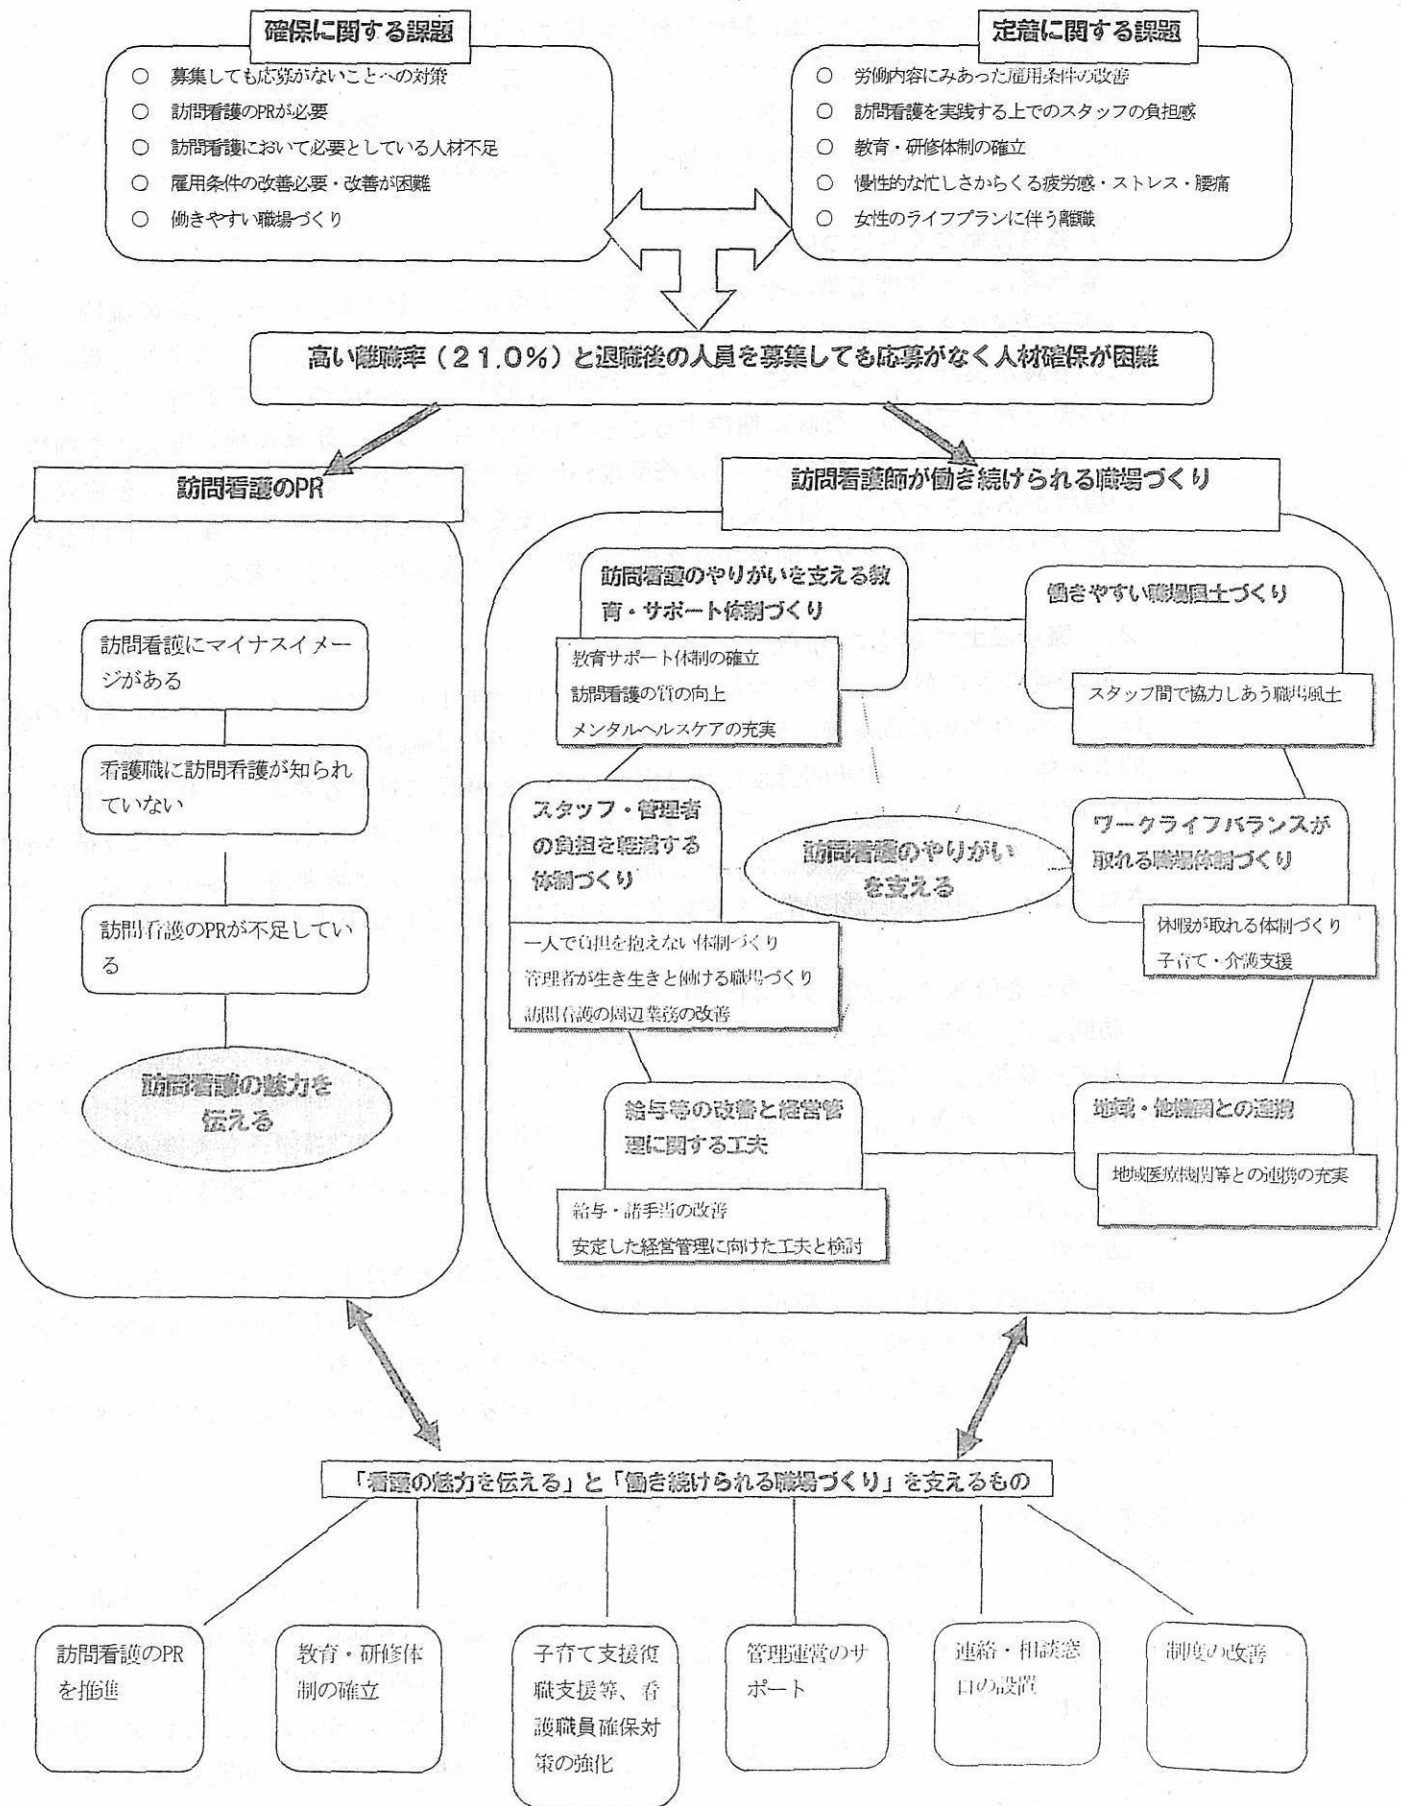 確保に関する課題
○ 募集しても応募がないことへの対策
○ 訪問看護のPRが必要
○ 訪問看護において必要としている人材不足
○ 雇用条件の改善必要・改善が困難
○ 働きやすい職場づくり
定着に関する課題
○ 労働内容にみあった雇用条件の改善
○ 訪問看護を実践する上でのスタッフの負担感
○ 教育・研修体制の確立
○ 慢性的な忙しさからくる疲労感・ストレス・腰痛
○ 女性のライフプランに伴う離職
高い離職率（21.0%）と退職後の人員を募集しても応募がなく人材確保が困難
訪問看護のPR
訪問看護にマイナスイメー
ジがある
看護職に訪問看護が知られ
ていない
訪問看護のPRが不足してい
る
訪問看護の魅力を
伝える
訪問看護師が働き続けられる職場づくり
訪問看護のやりがいを支える教
育・サポート体制づくり
教育サポート体制の確立
訪問看護の質の向上
メンタルヘルスケアの充実
働きやすい職場風土づくり
スタッフ間で協力しあう職場風土
スタッフ・管理者
の負担を軽減する
体制づくり
一人で負担を抱えない体制づくり
管理者が生き生きと働ける職場づくり
訪問看護の周辺業務の改善
訪問看護のやりがい
を支える
ワークライフバランスが
取れる職場体制づくり
休暇が取れる体制づくり
子育て・介護支援
給与等の改善と経営管
理に関する工夫
給与・諸手当の改善
安定した経営管理に向けた工夫と検討
地域・他機関との連携
地域医療機関等との連携の充実
「看護の魅力を伝える」と「働き続けられる職場づくり」を支えるもの
訪問看護のPR
を推進
教育・研修体
制の確立
子育て支援復
職支援等、看
護職員確保対
策の強化
管理運営のサ
ポート
連絡・相談窓
口の設置
制度の改善